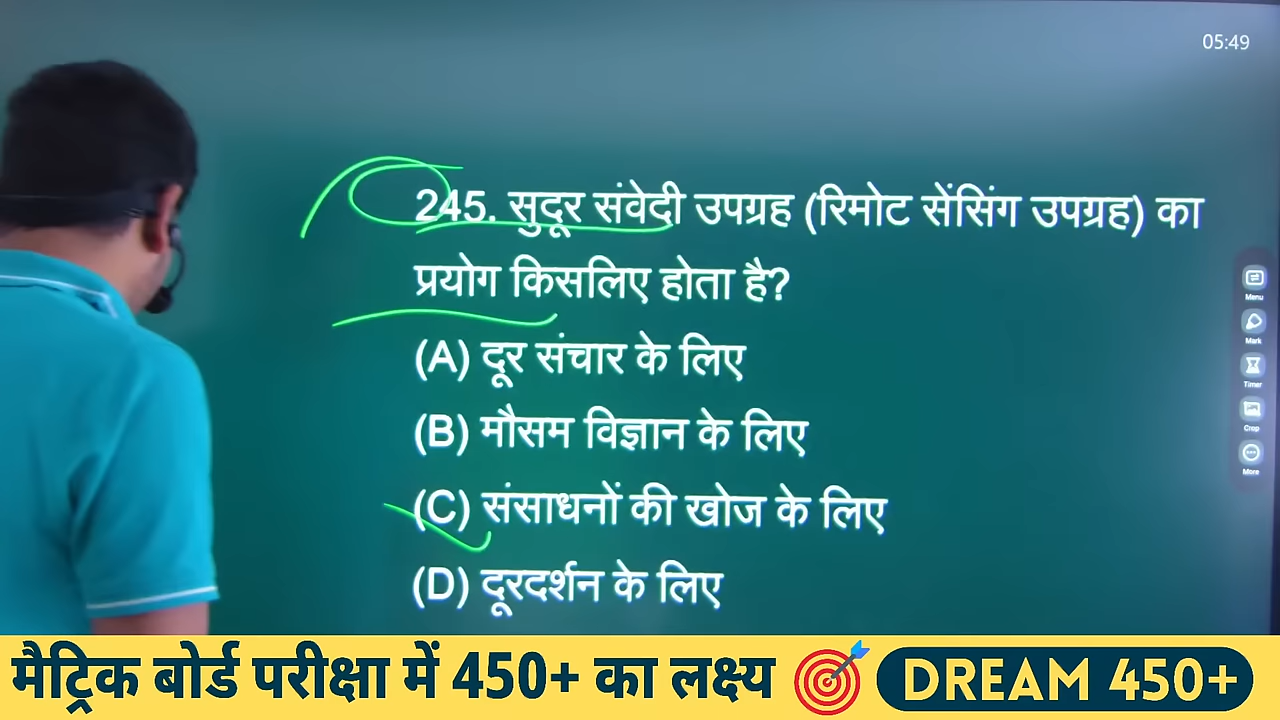 05:49
245. सुदूर संवेदी उपग्रह (रिमोट सेंसिंग उपग्रह) का
प्रयोग किसलिए होता है?
(A) दूर संचार के लिए
(B) मौसम विज्ञान के लिए
(C) संसाधनों की खोज के लिए
(D) दूरदर्शन के लिए
Menu
Mark
Timer
Crop
More
मैट्रिक बोर्ड परीक्षा में 450+ का लक्ष्य DREAM 450+